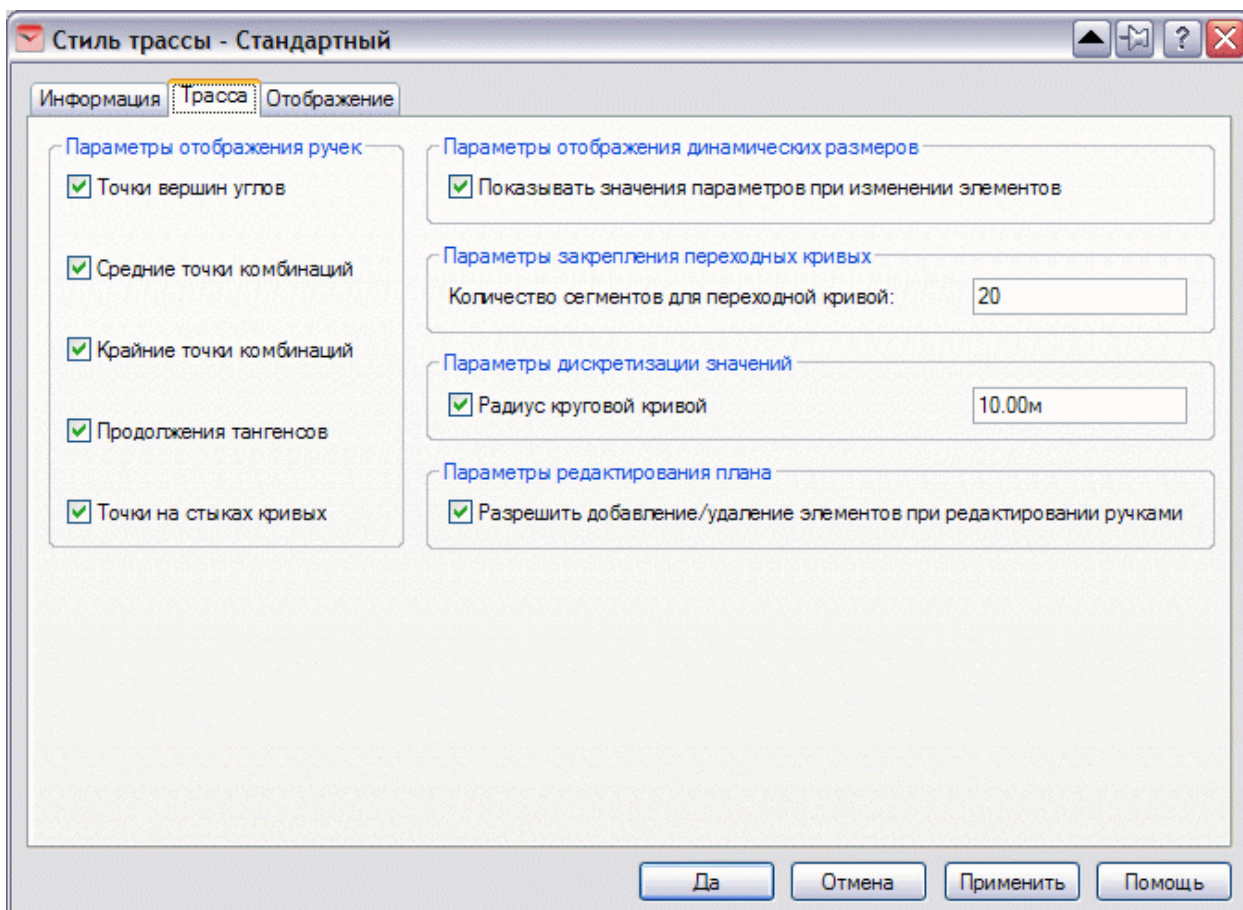 Стиль трассы - Стандартный
Информация
Трасса
Отображение
Параметры отображения ручек
Точки вершин углов
Средние точки комбинаций
Крайние точки комбинаций
Продолжения тангенсов
Точки на стыках кривых
Параметры отображения динамических размеров
Показывать значения параметров при изменении элементов
Параметры закрепления переходных кривых
Количество сегментов для переходной кривой:
20
Параметры дискретизации значений
Радиус круговой кривой
10.00м
Параметры редактирования плана
Разрешить добавление/удаление элементов при редактировании ручками
Да
Отмена
Применить
Помощь